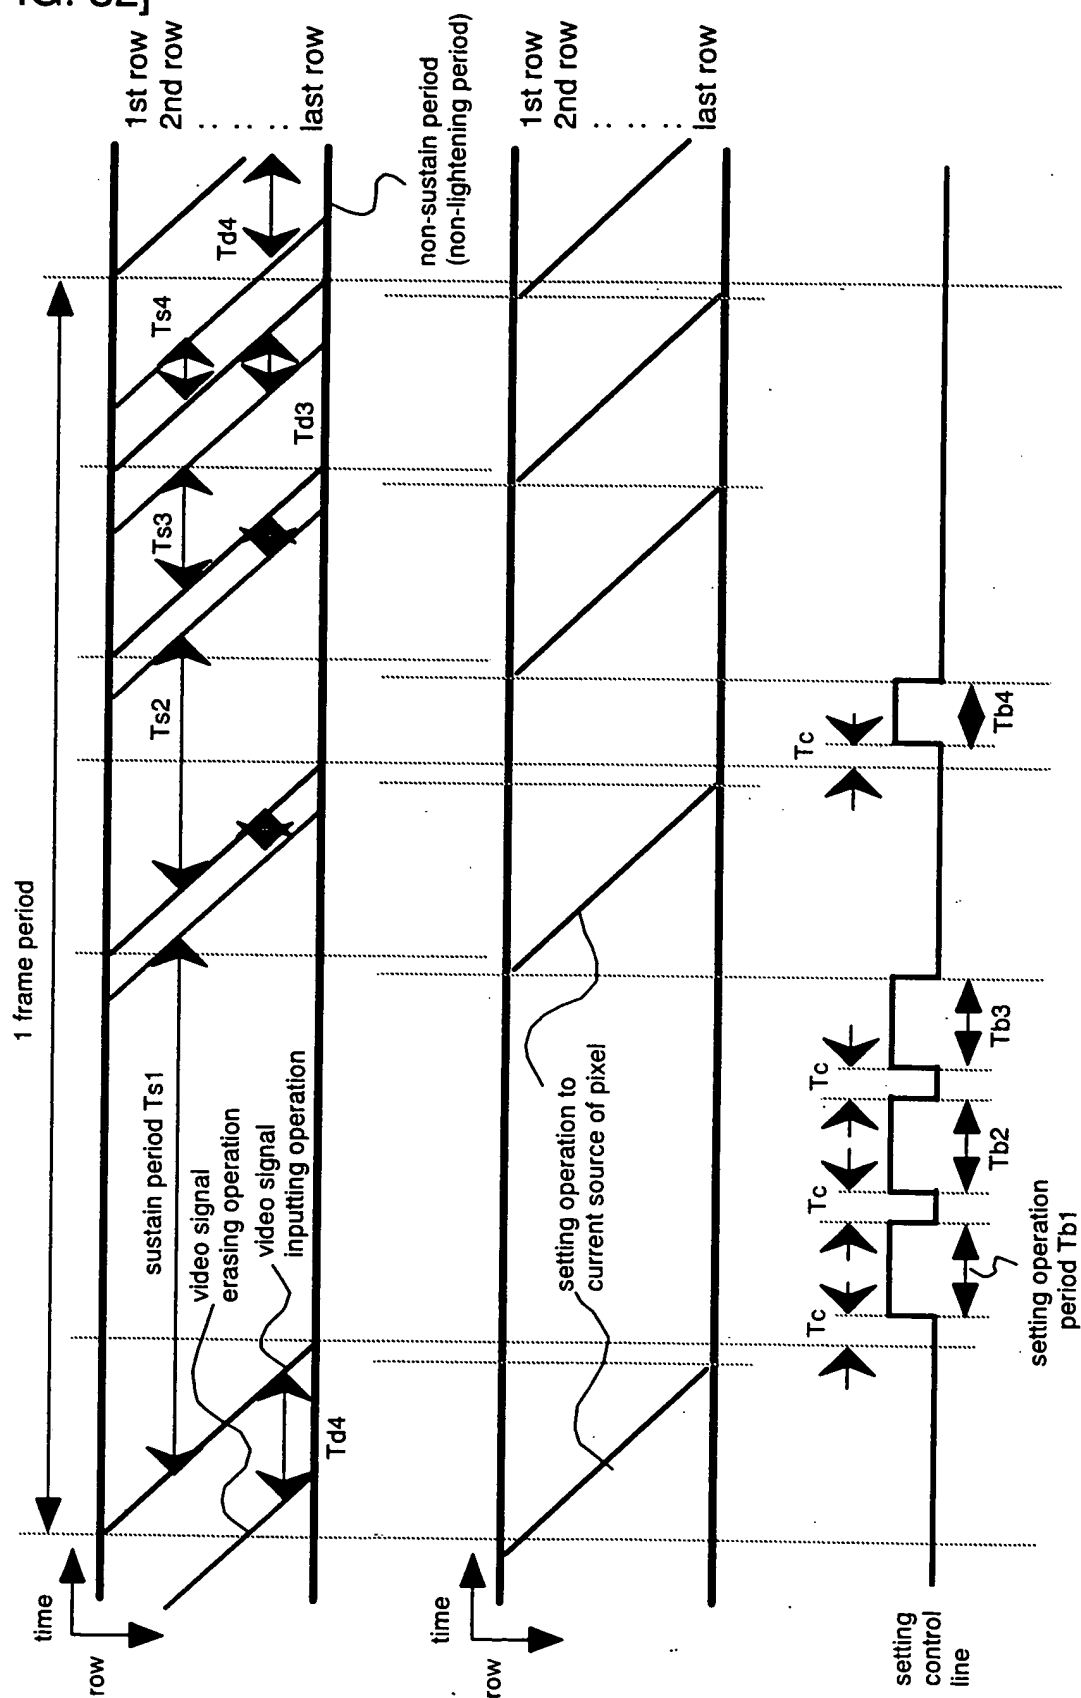 1 frame period
time
row
sustain period Ts1
Ts2
Ts3
Ts4
video signal
erasing operation
video signal
inputting operation
Td4
Td3
Td4
1st row
2nd row
: : :
last row
non-sustain period
(non-lightening period)
time
row
setting operation to
current source of pixel
1st row
2nd row
: : :
last row
setting
control
line
Tc
Tc
Tc
Tc
setting operation
period Tb1
Tb2
Tb3
Tb4